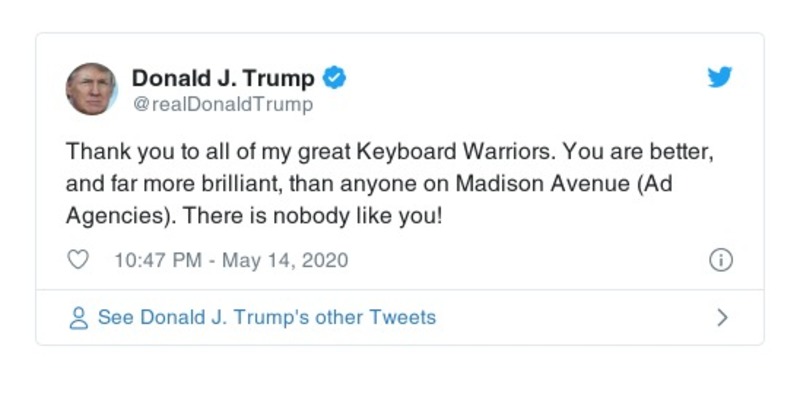 Donald J. Trump
@realDonaldTrump
Thank you to all of my great Keyboard Warriors. You are better,
and far more brilliant, than anyone on Madison Avenue (Ad
Agencies). There is nobody like you!
10:47 PM - May 14, 2020
See Donald J. Trump's other Tweets